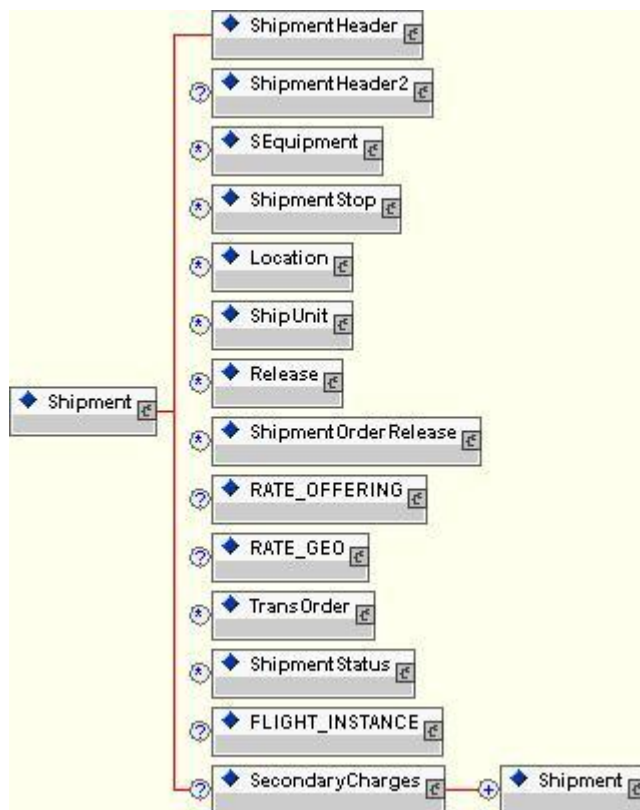 ShipmentHeader
? ShipmentHeader2
* SEquipment
* ShipmentStop
* Location
* ShipUnit
* Release
Shipment
* ShipmentOrderRelease
? RATE_OFFERING
? RATE_GEO
* TransOrder
* ShipmentStatus
? FLIGHT_INSTANCE
? SecondaryCharges + Shipment